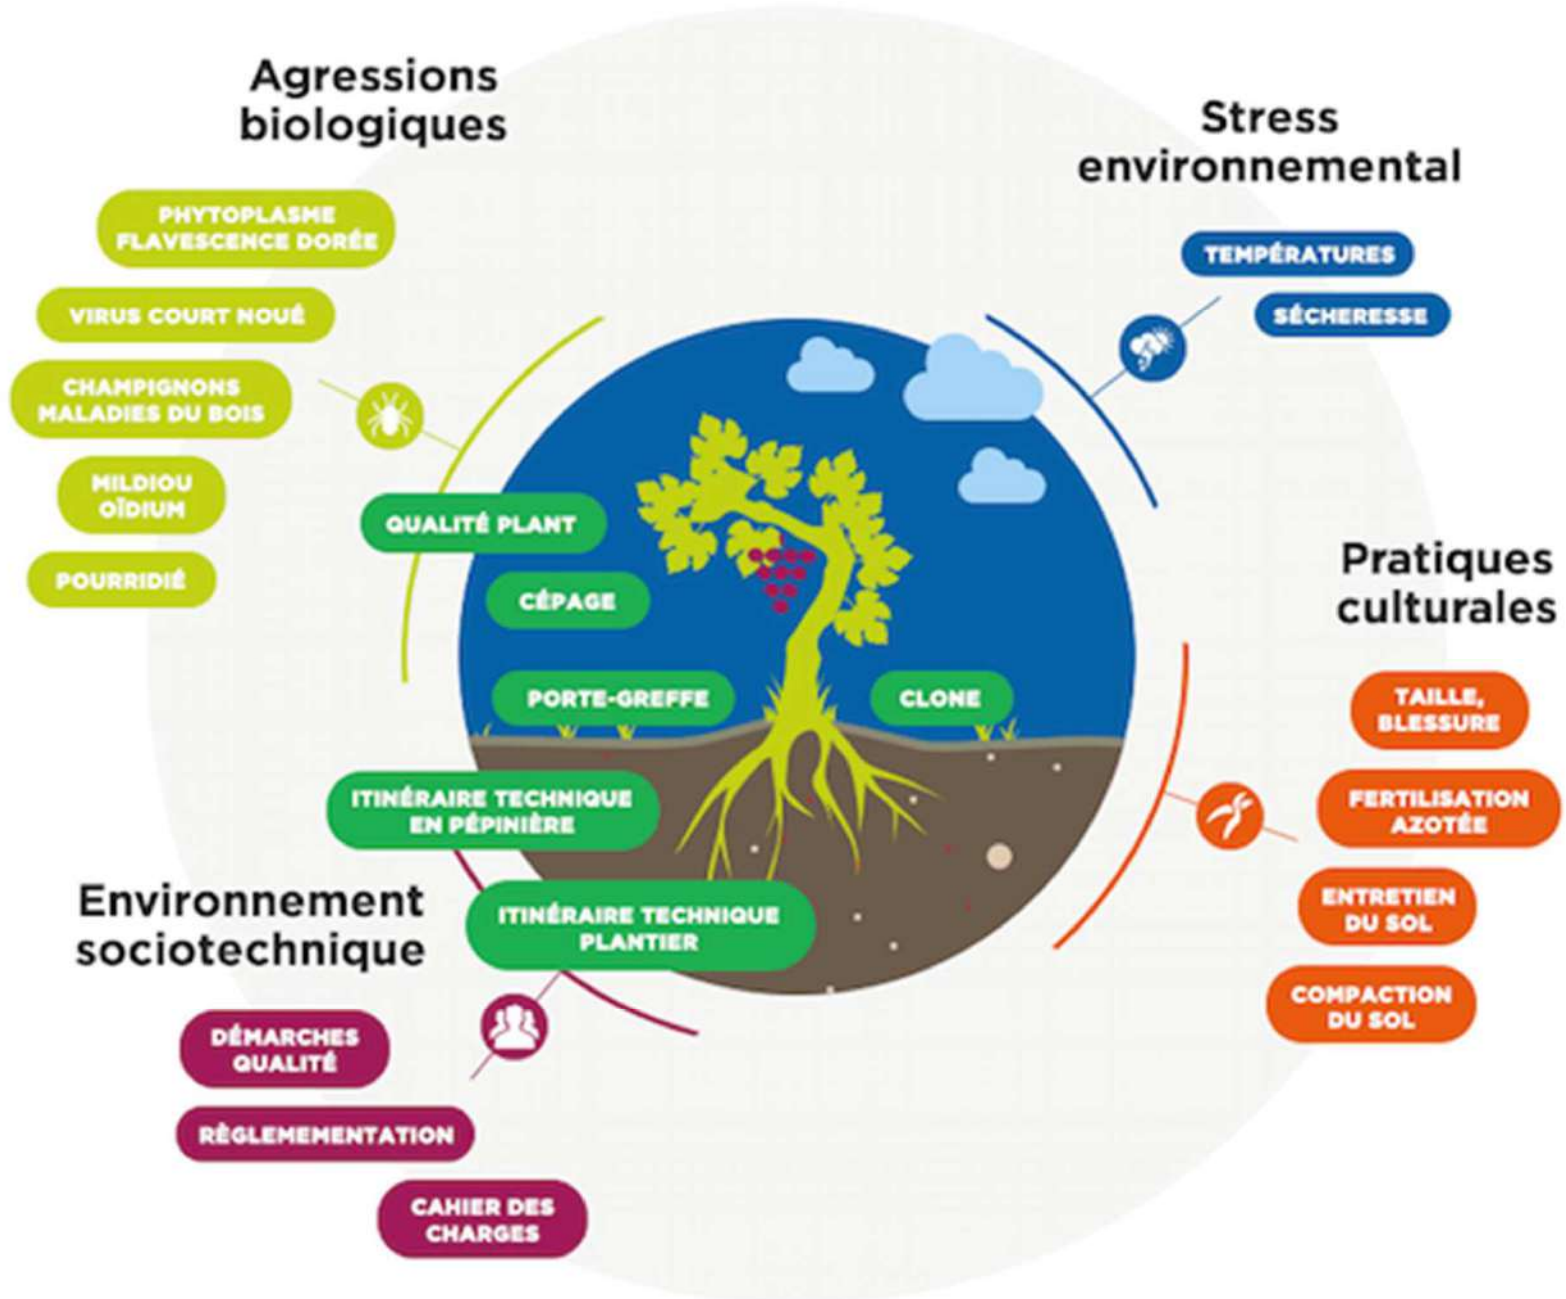 Agressions
biologiques
PHYTOPLASME
FLAVESCENCE DORÉE
VIRUS COURT NOUÉ
CHAMPIGNONS
MALADIES DU BOIS
MILDIOU
OÏDIUM
POURRIDIÉ
Stress
environnemental
TEMPÉRATURES
SÉCHERESSE
QUALITÉ PLANT
CÉPAGE
PORTE-GREFFE
CLONE
ITINÉRAIRE TECHNIQUE
EN PÉPINIÈRE
ITINÉRAIRE TECHNIQUE
PLANTIER
Pratiques
culturales
TAILLE,
BLESSURE
FERTILISATION
AZOTÉE
ENTRETIEN
DU SOL
COMPACTION
DU SOL
Environnement
sociotechnique
DÉMARCHES
QUALITÉ
RÈGLEMEMENTATION
CAHIER DES
CHARGES